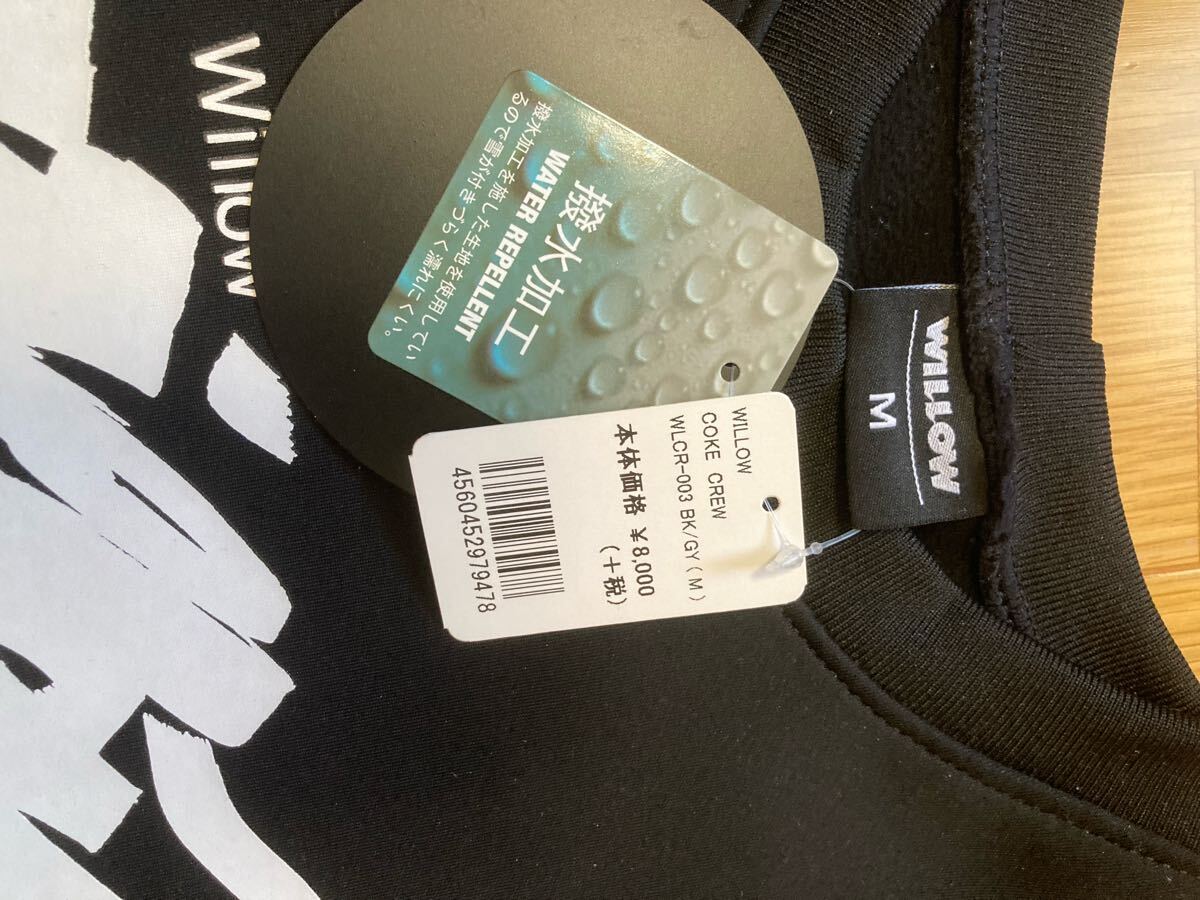 Willow
撥水加工
WATER REPELLENT
撥水加工を施した生地を使用してい
るので雪が付きづらく濡れにくい。
WILLOW
COKE CREW
WLCR-003 BK/GY(M)
本体価格 ¥8,000
(+税)
4560452979478
WILLOW
M